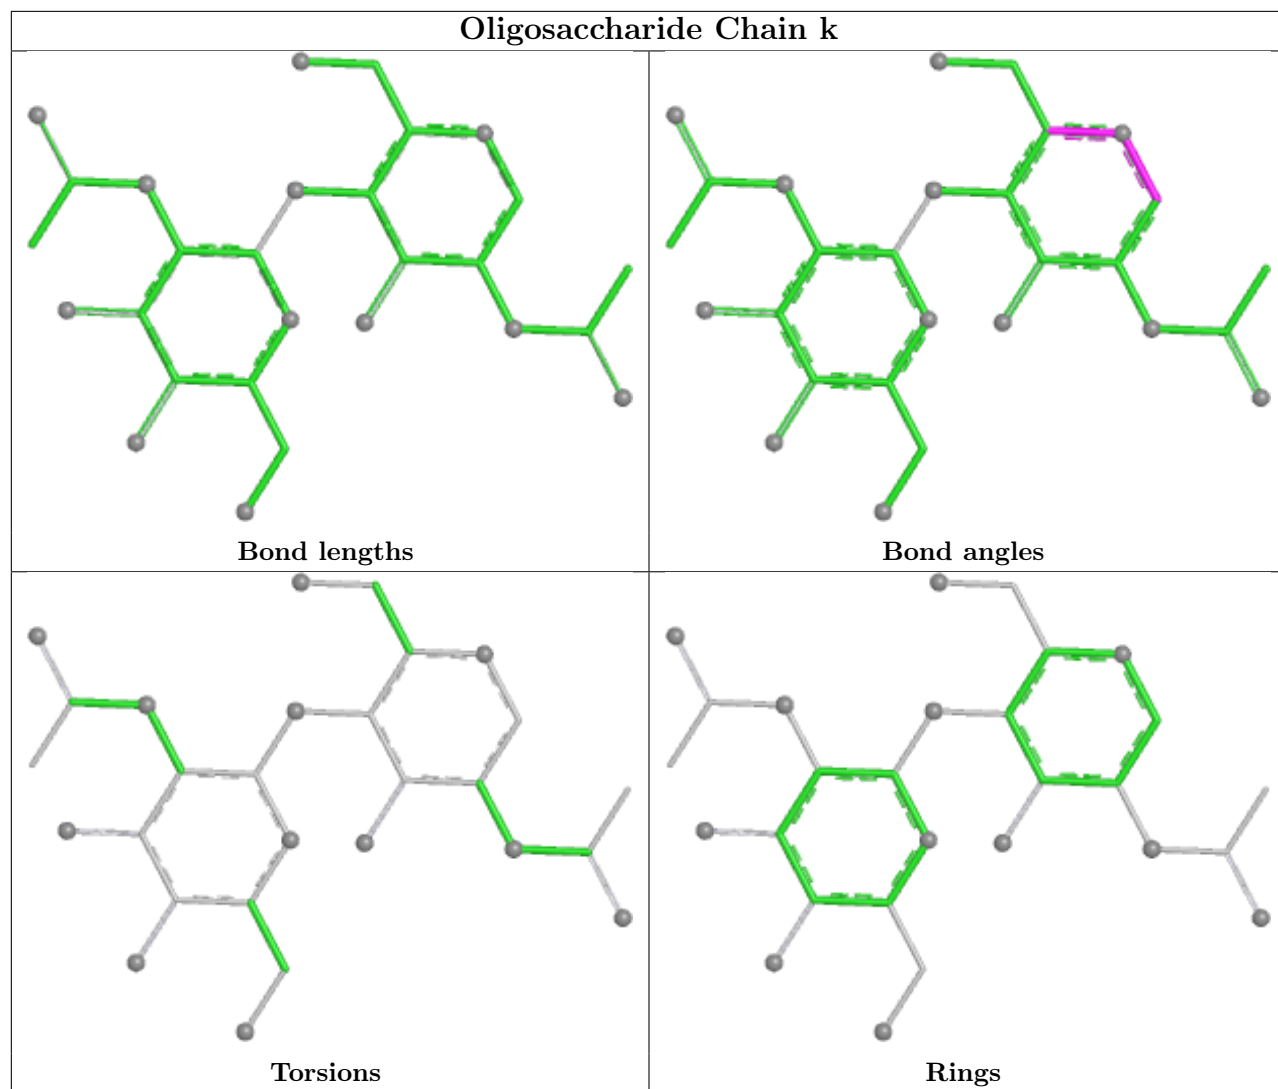 Oligosaccharide Chain k
Bond lengths
Bond angles
Torsions
Rings